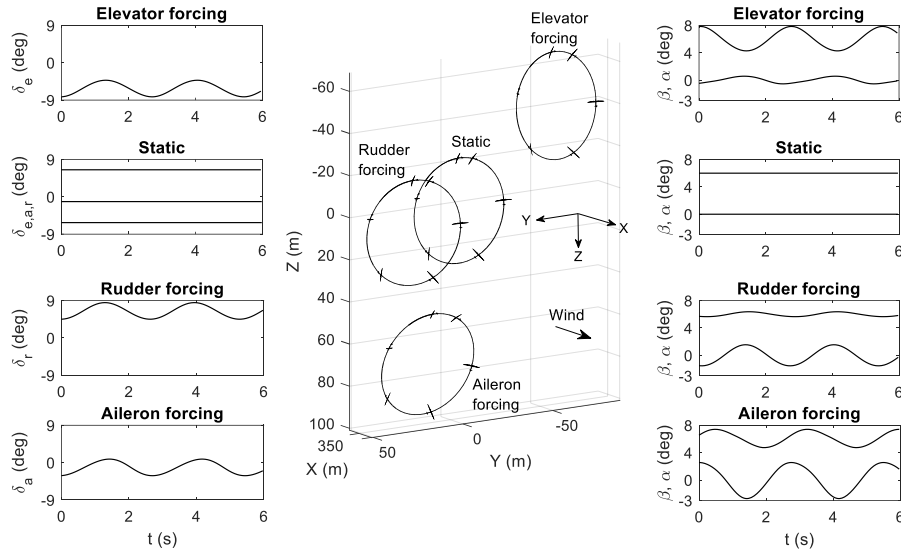 Elevator forcing
9
0
-9
δe (deg)
0 2 4 6
Static
9
0
-9
δe,a,r (deg)
0 2 4 6
Rudder forcing
9
0
-9
δr (deg)
0 2 4 6
Aileron forcing
9
0
-9
δa (deg)
0 2 4 6
t (s)
Elevator
forcing
Rudder
forcing
Static
Y
X
Z
Wind
Aileron
forcing
-60
-40
-20
0
20
40
60
80
100
Z (m)
350
X (m)
50
0
-50
Y (m)
Elevator forcing
8
0
-3
β, α (deg)
0 2 4 6
Static
8
0
-3
β, α (deg)
0 2 4 6
Rudder forcing
8
0
-3
β, α (deg)
0 2 4 6
Aileron forcing
8
0
-3
β, α (deg)
0 2 4 6
t (s)